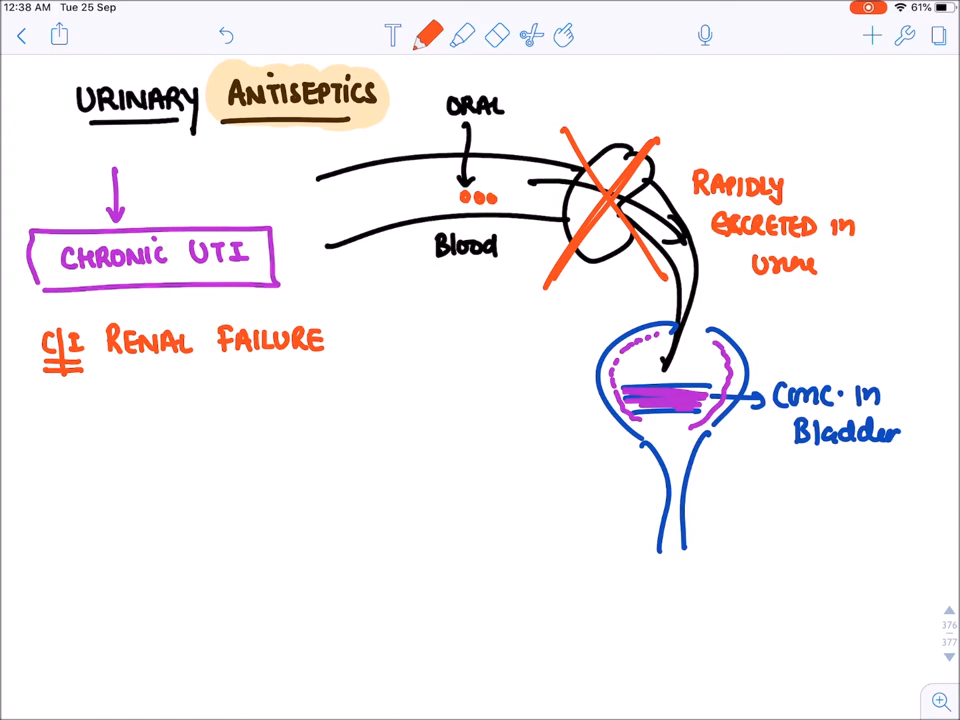 12:38 AM Tue 25 Sep
61%
T
URINARY ANTISEPTICS
ORAL
Blood
RAPIDLY
EXCRETED in
urine
CHRONIC UTI
C/I RENAL FAILURE
Conc. in
Bladder
376
377